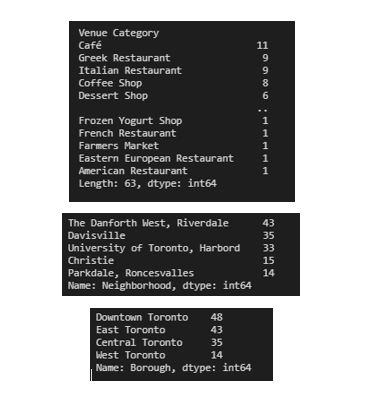 Venue Category
Café 11
Greek Restaurant 9
Italian Restaurant 9
Coffee Shop 8
Dessert Shop 6
..
Frozen Yogurt Shop 1
French Restaurant 1
Farmers Market 1
Eastern European Restaurant 1
American Restaurant 1
Length: 63, dtype: int64
The Danforth West, Riverdale 43
Davisville 35
University of Toronto, Harbord 33
Christie 15
Parkdale, Roncesvalles 14
Name: Neighborhood, dtype: int64
Downtown Toronto 48
East Toronto 43
Central Toronto 35
West Toronto 14
Name: Borough, dtype: int64